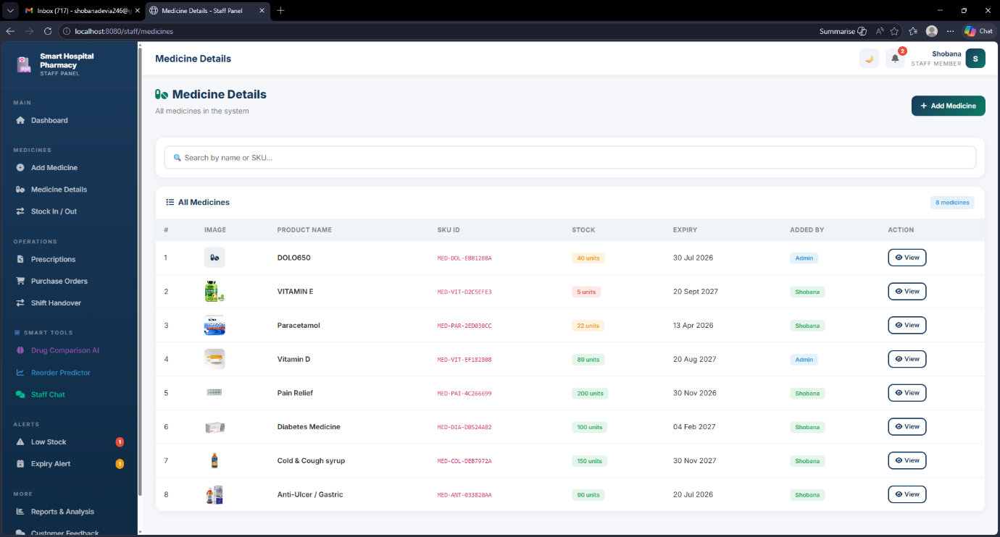 Inbox (717) - shobanadevia246@g
Medicine Details - Staff Panel
localhost:8080/staff/medicines
Summarise
Chat
Smart Hospital
Pharmacy
STAFF PANEL
MAIN
Dashboard
MEDICINES
Add Medicine
Medicine Details
Stock In / Out
OPERATIONS
Prescriptions
Purchase Orders
Shift Handover
SMART TOOLS
Drug Comparison AI
Reorder Predictor
Staff Chat
ALERTS
Low Stock 1
Expiry Alert 1
MORE
Reports & Analysis
Customer Feedback
Medicine Details
2
Shobana
STAFF MEMBER
S
Medicine Details
All medicines in the system
+ Add Medicine
Search by name or SKU...
All Medicines
8 medicines
# IMAGE PRODUCT NAME SKU ID STOCK EXPIRY ADDED BY ACTION
1 DOLO650 MED-DOL-EB8128BA 40 units 30 Jul 2026 Admin View
2 VITAMIN E MED-VIT-D2C5EFE3 5 units 20 Sept 2027 Shobana View
3 Paracetamol MED-PAR-2ED030CC 22 units 13 Apr 2026 Shobana View
4 Vitamin D MED-VIT-EF182808 89 units 20 Aug 2027 Admin View
5 Pain Relief MED-PAI-4C266699 200 units 30 Nov 2026 Shobana View
6 Diabetes Medicine MED-DIA-DB524AB2 100 units 04 Feb 2027 Shobana View
7 Cold & Cough syrup MED-COL-DEB7972A 150 units 30 Nov 2027 Shobana View
8 Anti-Ulcer / Gastric MED-ANT-033820AA 90 units 20 Jul 2026 Shobana View